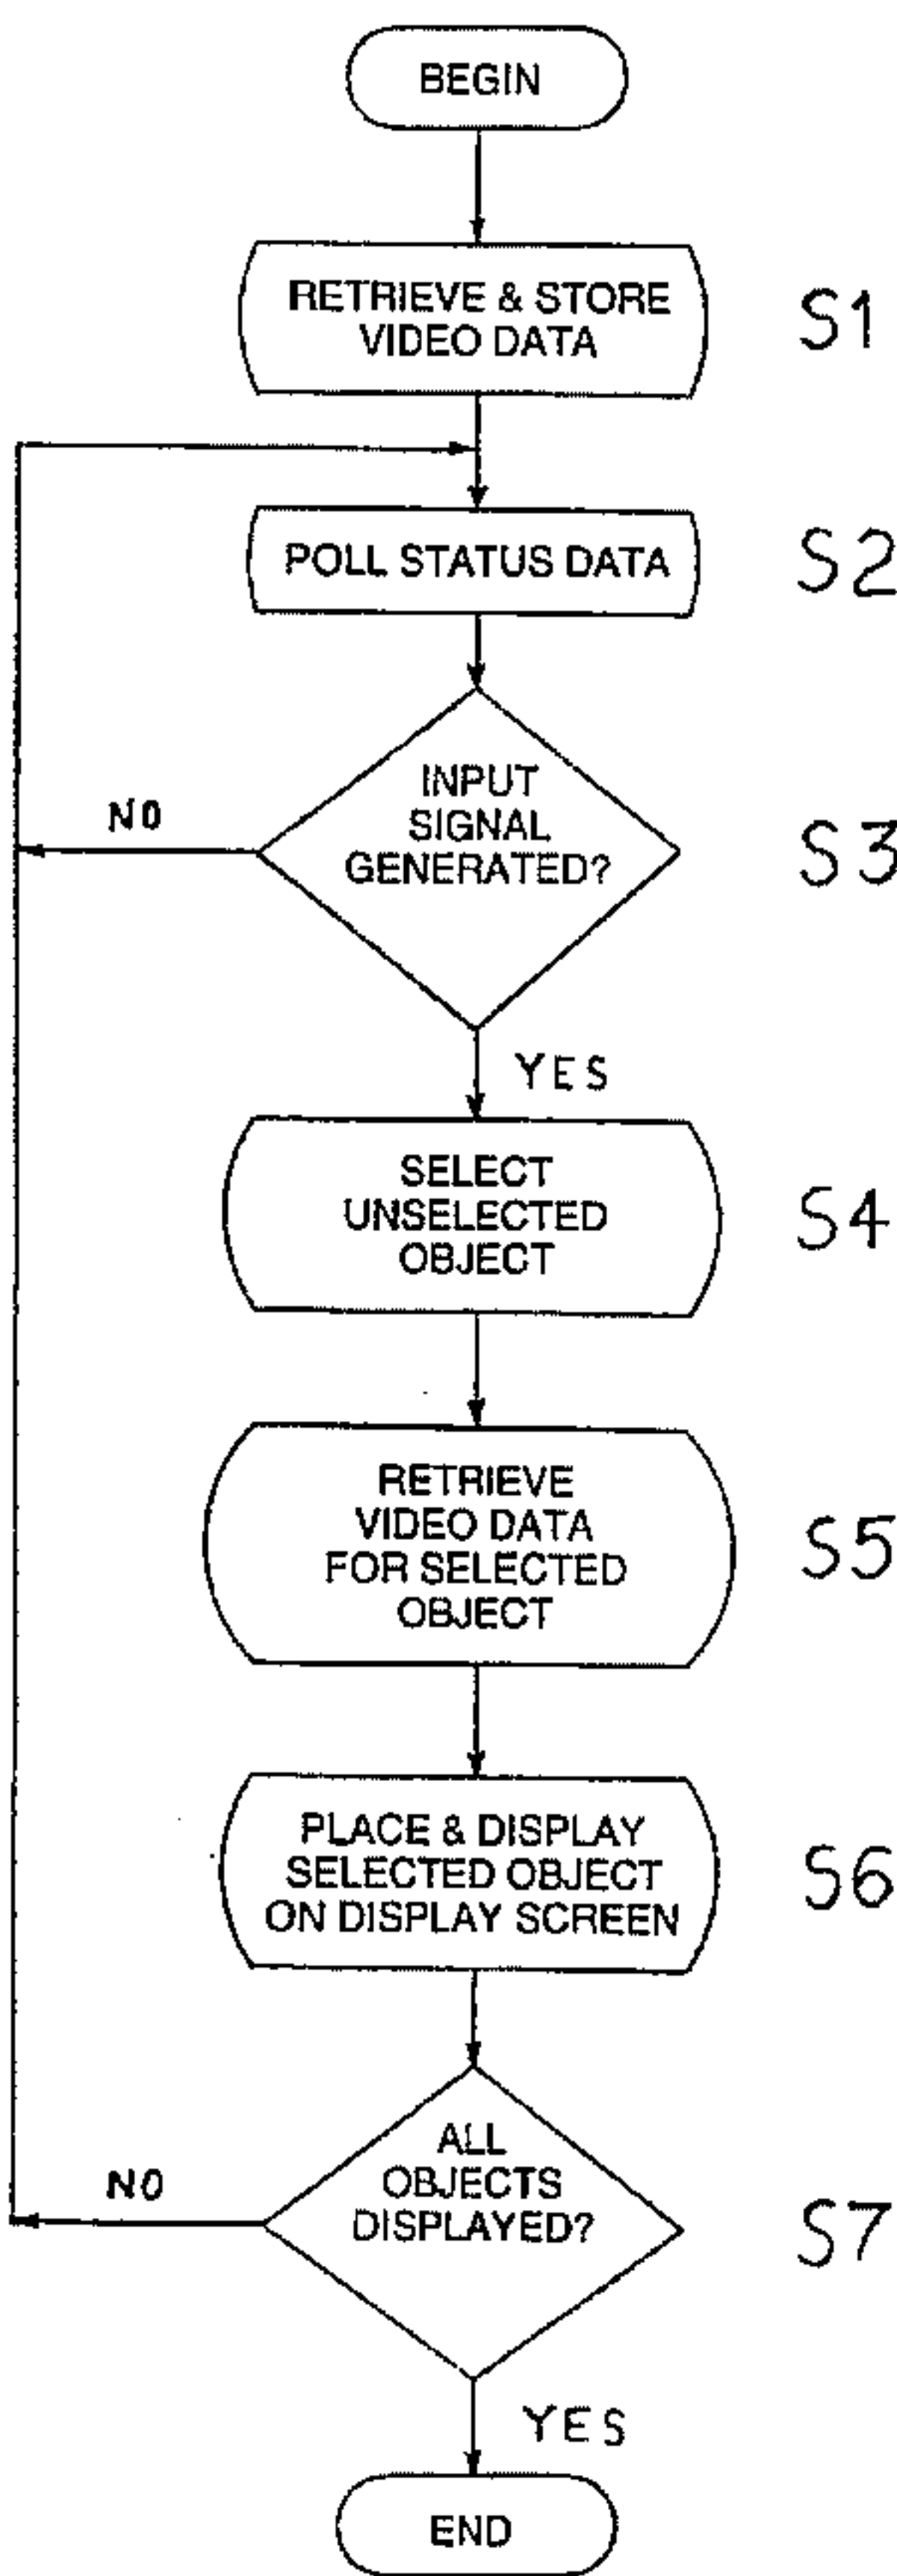 BEGIN
RETRIEVE & STORE
VIDEO DATA
S1
POLL STATUS DATA
S2
INPUT
SIGNAL
GENERATED?
S3
NO
YES
SELECT
UNSELECTED
OBJECT
S4
RETRIEVE
VIDEO DATA
FOR SELECTED
OBJECT
S5
PLACE & DISPLAY
SELECTED OBJECT
ON DISPLAY SCREEN
S6
ALL
OBJECTS
DISPLAYED?
S7
NO
YES
END